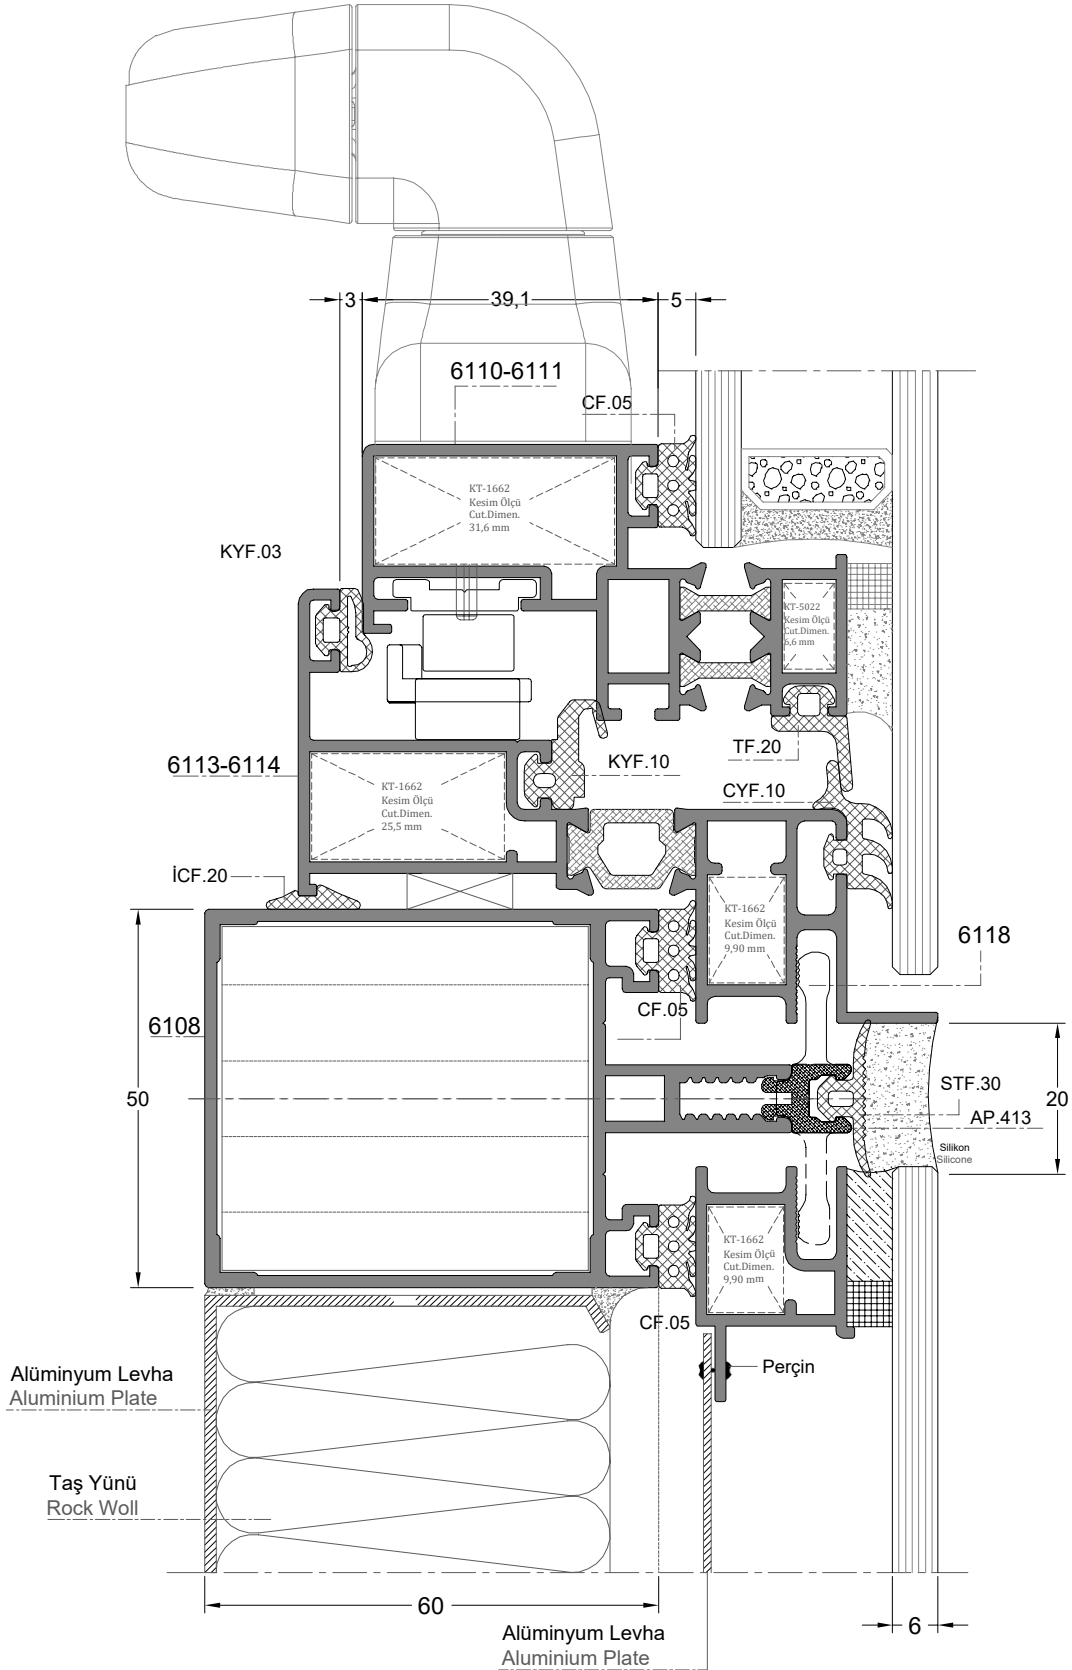 3
39,1
5
6110-6111
CF.05
KT-1662
Kesim Ölçü
Cut.Dimen.
31,6 mm
KYF.03
KT-5022
Kesim Ölçü
Cut.Dimen.
6,6 mm
TF.20
KYF.10
6113-6114
CYF.10
KT-1662
Kesim Ölçü
Cut.Dimen.
25,5 mm
İCF.20
KT-1662
Kesim Ölçü
Cut.Dimen.
9,90 mm
6118
CF.05
6108
50
STF.30
20
AP.413
Silikon
Silicone
KT-1662
Kesim Ölçü
Cut.Dimen.
9,90 mm
CF.05
Perçin
Alüminyum Levha
Aluminium Plate
Taş Yünü
Rock Woll
60
6
Alüminyum Levha
Aluminium Plate